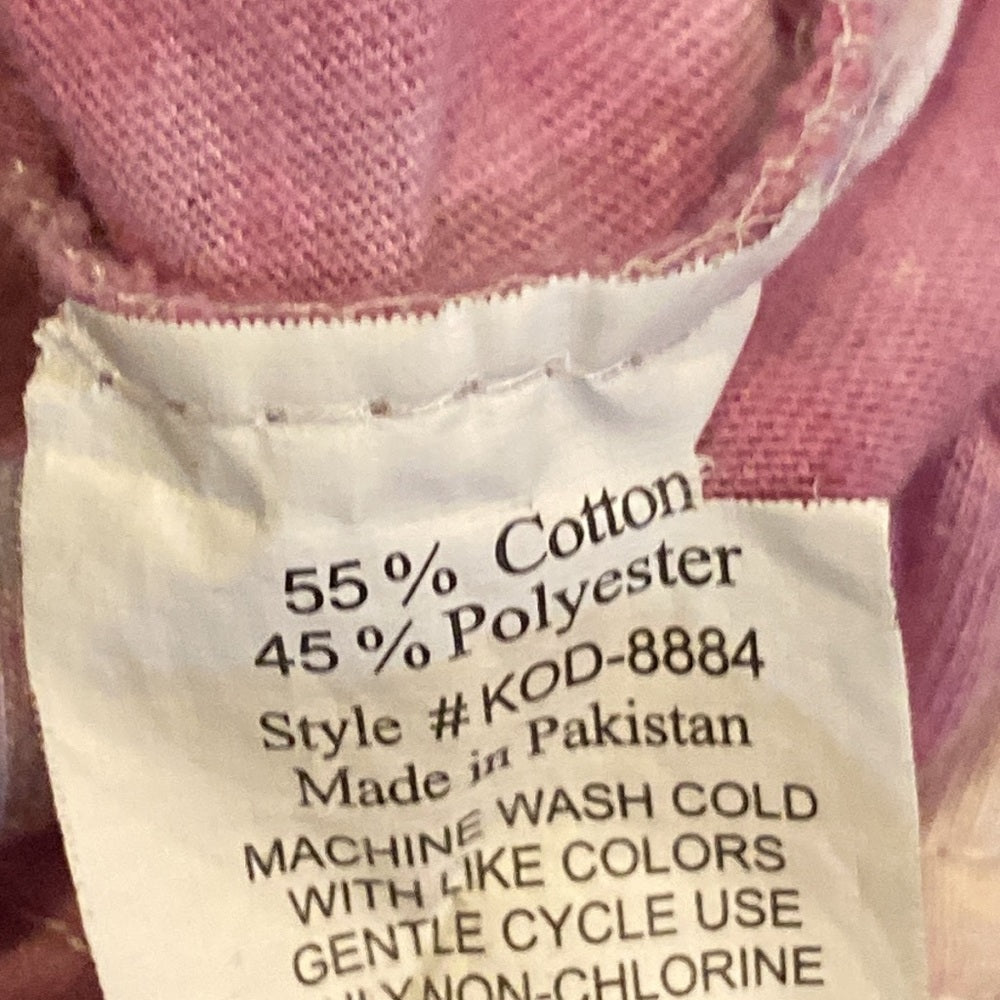 55% Cotton
45% Polyester
Style # KOD-8884
Made in Pakistan
MACHINE WASH COLD
WITH LIKE COLORS
GENTLE CYCLE USE
NON-CHLORINE